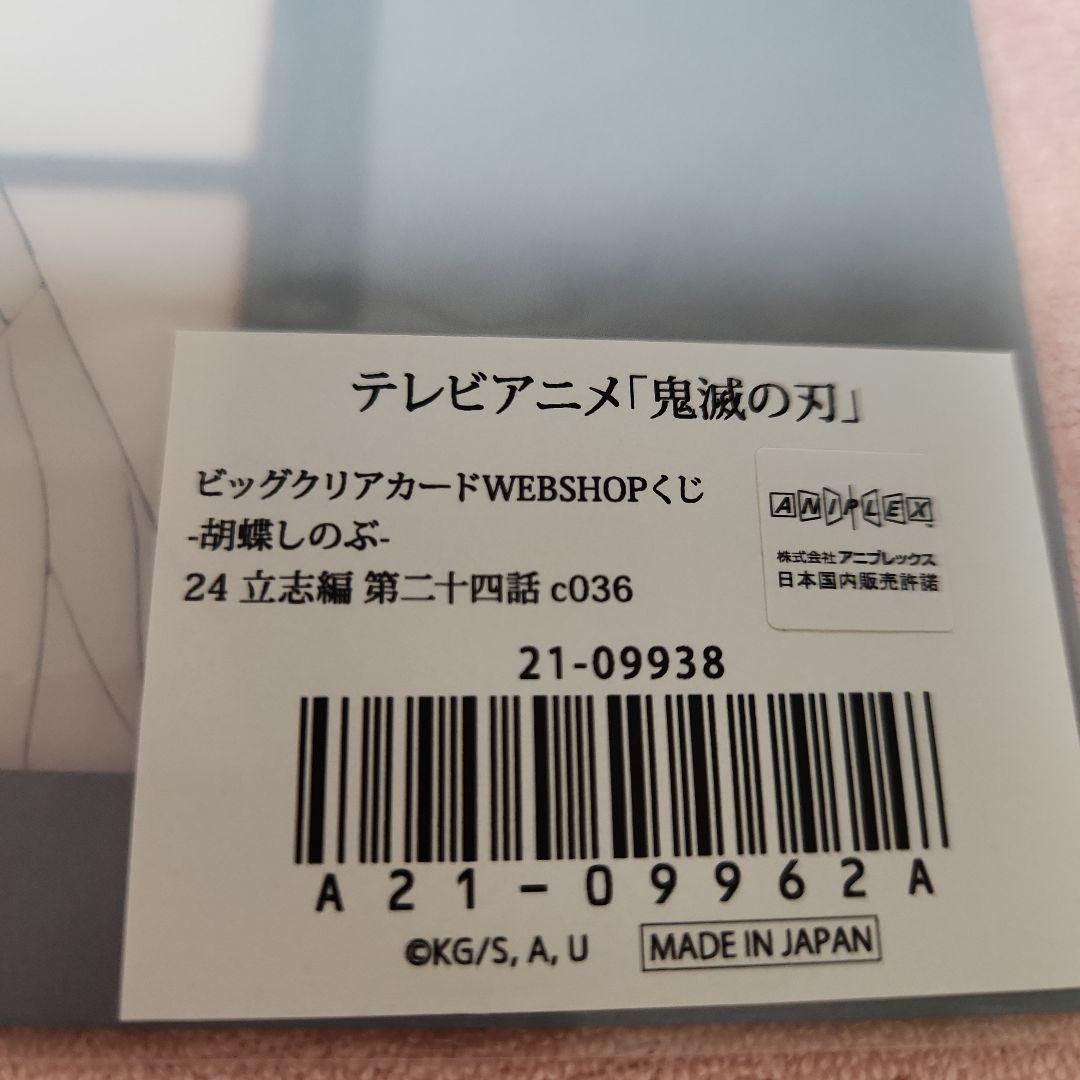 テレビアニメ「鬼滅の刃」
ビッグクリアカードWEBSHOPくじ
-胡蝶しのぶ-
24 立志編 第二十四話 c036
ANIPLEX
株式会社アニプレックス
日本国内販売許諾
21-09938
A21-09962A
©KG/S, A, U
MADE IN JAPAN